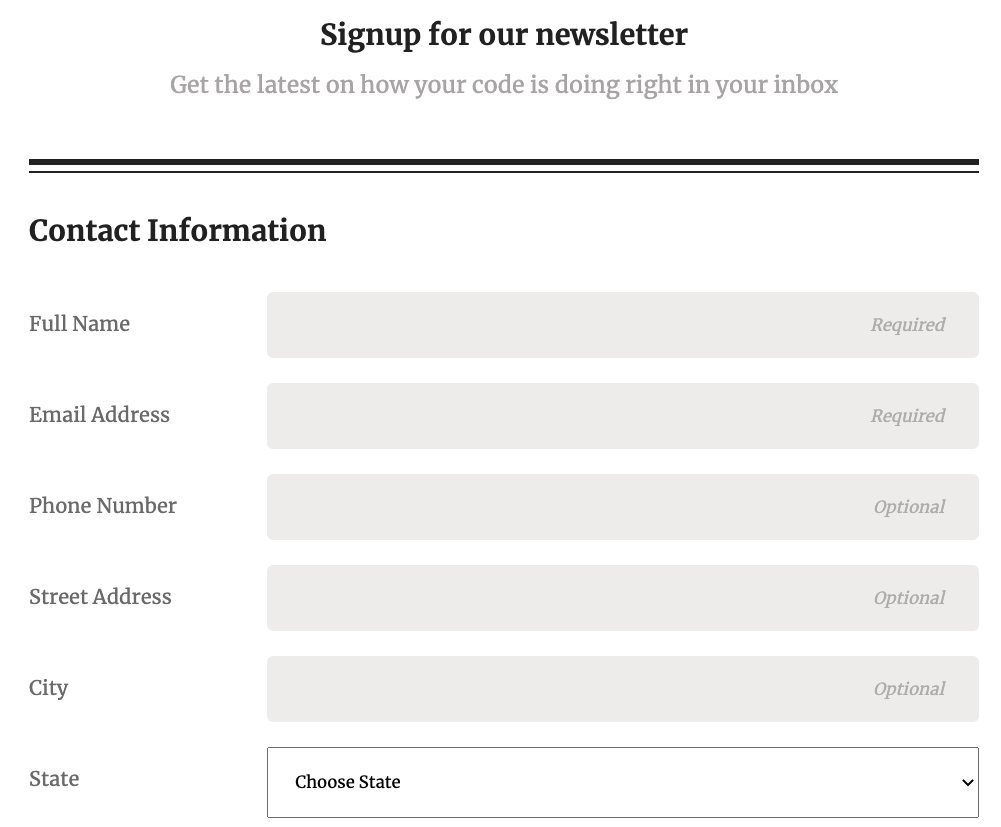 Signup for our newsletter
Get the latest on how your code is doing right in your inbox
Contact Information
Full Name Required
Email Address Required
Phone Number Optional
Street Address Optional
City Optional
State Choose State